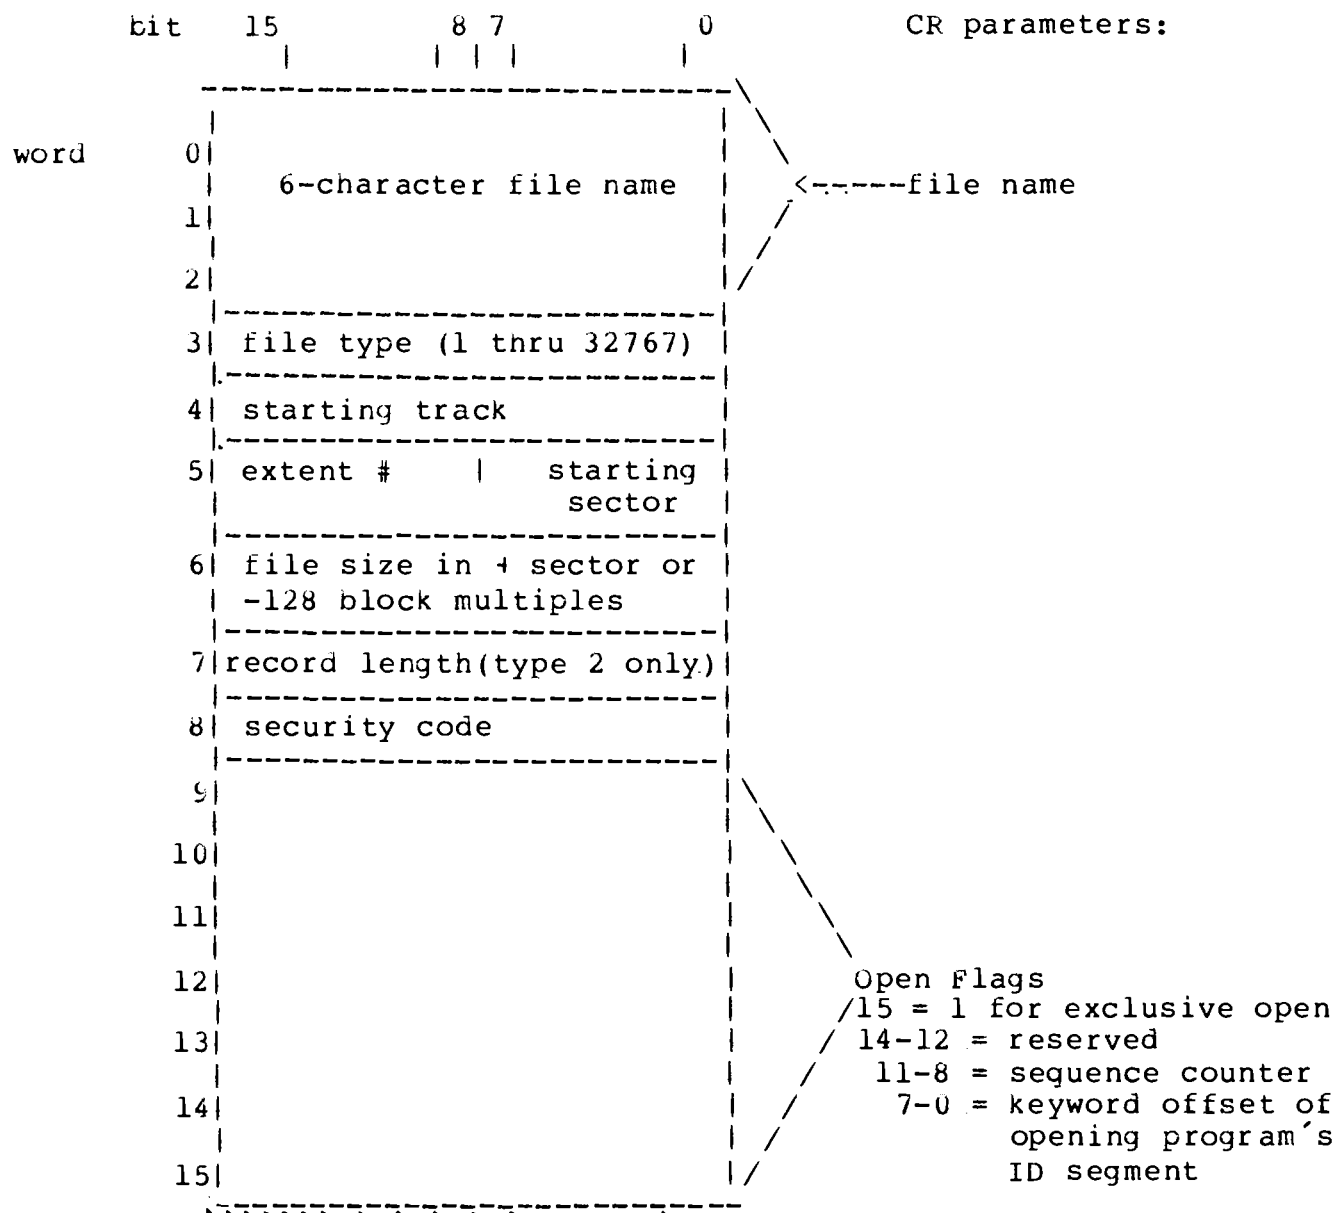 bit 15 8 7 0 CR parameters:
word 0
6-character file name <-----file name
1
2
3 file type (1 thru 32767)
4 starting track
5 extent # | starting
sector
6 file size in + sector or
-128 block multiples
7 record length(type 2 only)
8 security code
9
10
11
12 Open Flags
15 = 1 for exclusive open
13 14-12 = reserved
11-8 = sequence counter
14 7-0 = keyword offset of
opening program's
15 ID segment